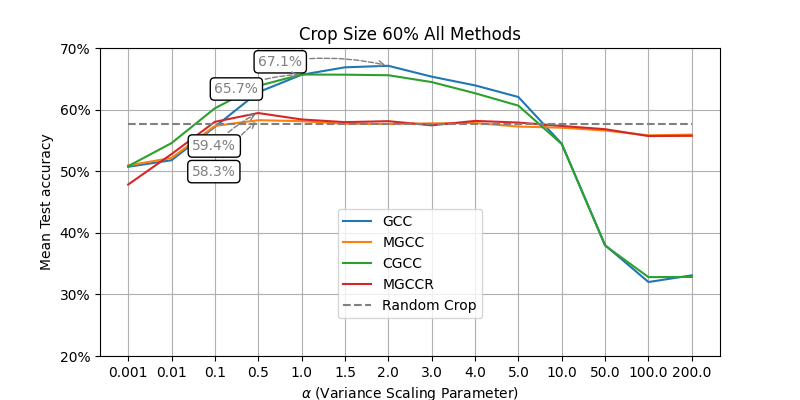 Crop Size 60% All Methods
70%
60%
50%
40%
30%
20%
Mean Test accuracy
67.1%
65.7%
59.4%
58.3%
GCC
MGCC
CGCC
MGCCR
Random Crop
0.001 0.01 0.1 0.5 1.0 1.5 2.0 3.0 4.0 5.0 10.0 50.0 100.0 200.0
α (Variance Scaling Parameter)